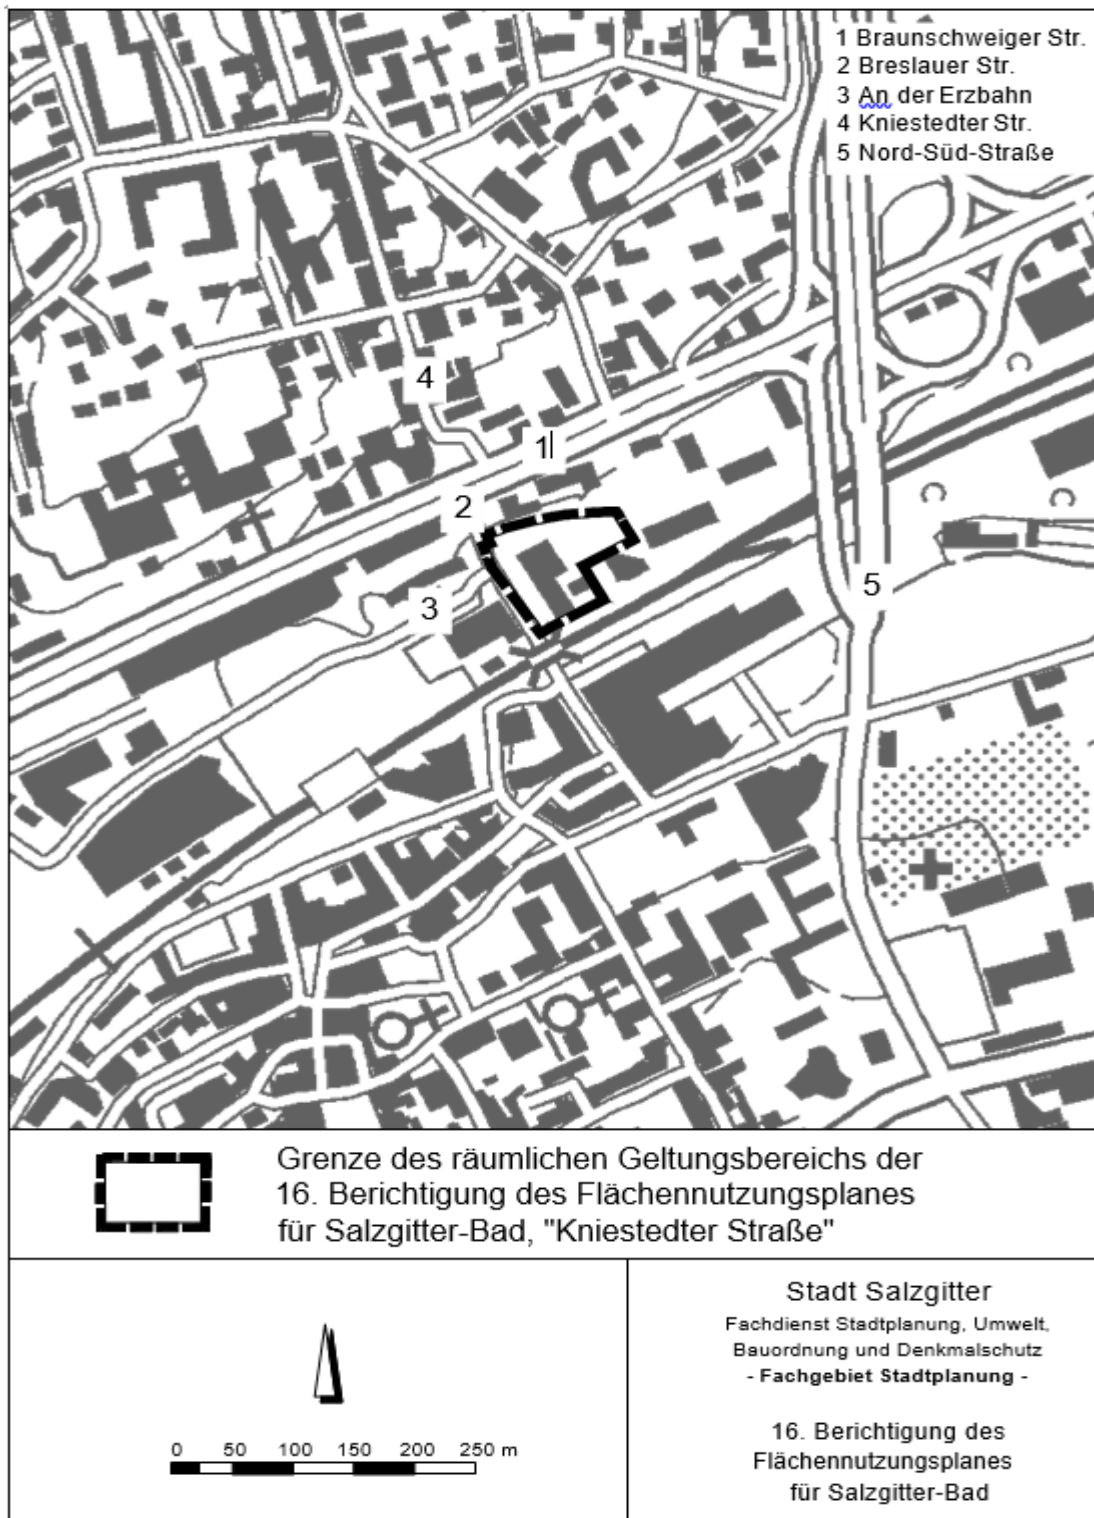 1 Braunschweiger Str.
2 Breslauer Str.
3 An der Erzbahn
4 Kniestedter Str.
5 Nord-Süd-Straße
4
1
2
3
5
Grenze des räumlichen Geltungsbereichs der
16. Berichtigung des Flächennutzungsplanes
für Salzgitter-Bad, "Kniestedter Straße"
0 50 100 150 200 250 m
Stadt Salzgitter
Fachdienst Stadtplanung, Umwelt,
Bauordnung und Denkmalschutz
- Fachgebiet Stadtplanung -
16. Berichtigung des
Flächennutzungsplanes
für Salzgitter-Bad